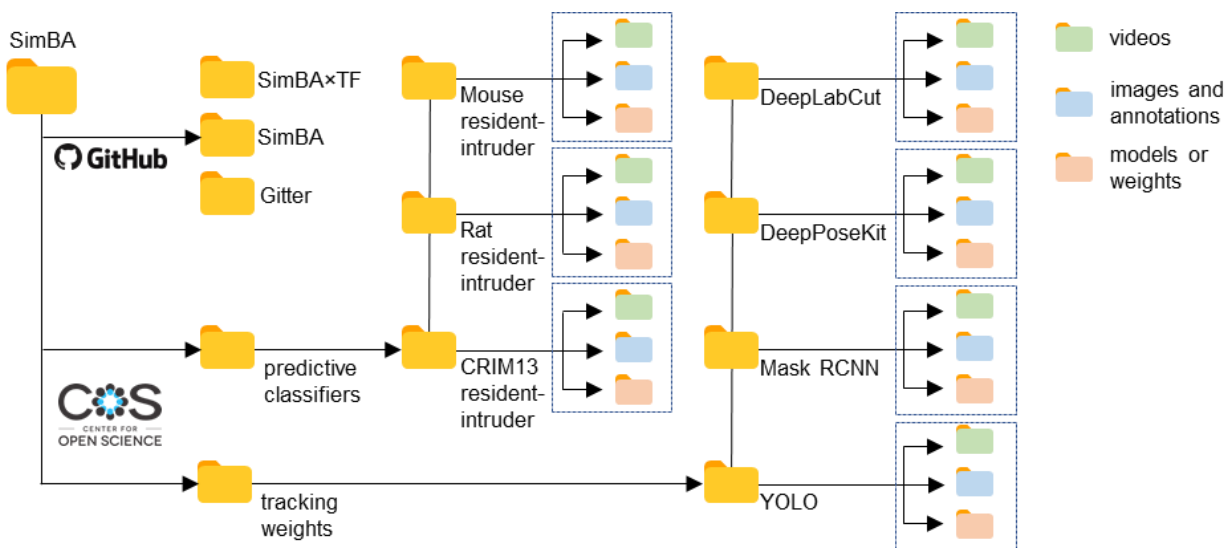 SimBA
GitHub
SimBA×TF
SimBA
Gitter
Mouse
resident-
intruder
Rat
resident-
intruder
predictive
classifiers
CRIM13
resident-
intruder
COS
CENTER FOR
OPEN SCIENCE
tracking
weights
DeepLabCut
DeepPoseKit
Mask RCNN
YOLO
videos
images and
annotations
models or
weights